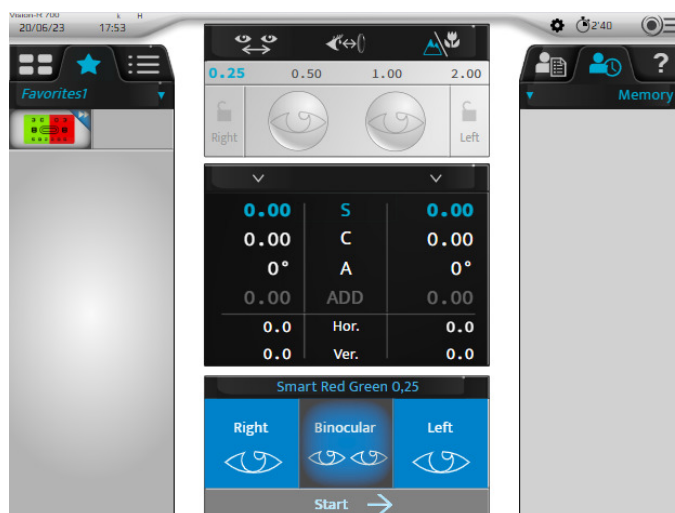 Vision-R 700
20/06/23 17:53
2'40
Favorites1
Memory
?
0.25 0.50 1.00 2.00
Right Left
0.00 S 0.00
0.00 C 0.00
0° A 0°
0.00 ADD 0.00
0.0 Hor. 0.0
0.0 Ver. 0.0
Smart Red Green 0,25
Right Binocular Left
Start